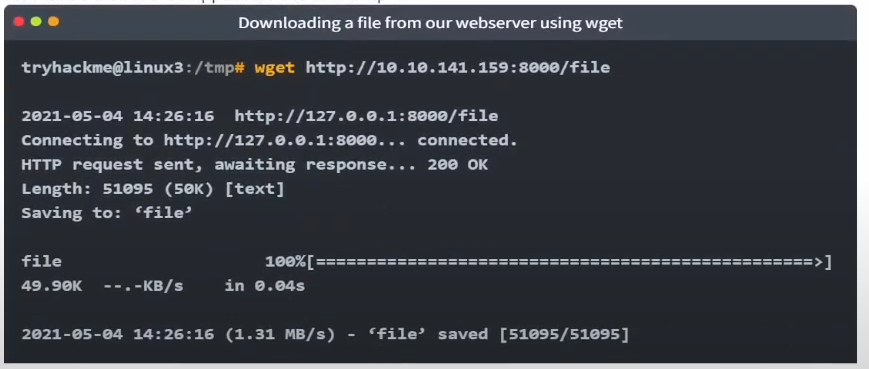 Downloading a file from our webserver using wget
tryhackme@linux3:/tmp# wget http://10.10.141.159:8000/file
2021-05-04 14:26:16  http://127.0.0.1:8000/file
Connecting to http://127.0.0.1:8000... connected.
HTTP request sent, awaiting response... 200 OK
Length: 51095 (50K) [text]
Saving to: ‘file’
file                    100%[=================================================>]
49.90K  --.-KB/s    in 0.04s
2021-05-04 14:26:16 (1.31 MB/s) - ‘file’ saved [51095/51095]